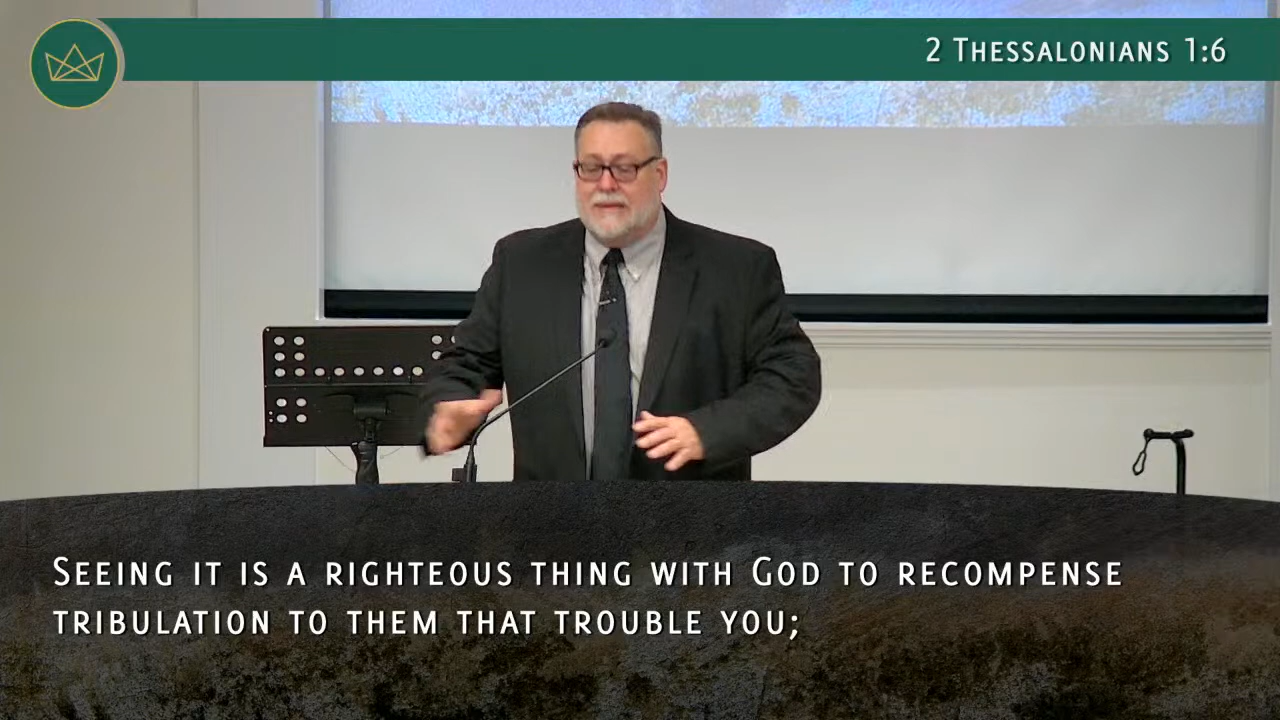 2 Thessalonians 1:6
Seeing it is a righteous thing with God to recompense
tribulation to them that trouble you;